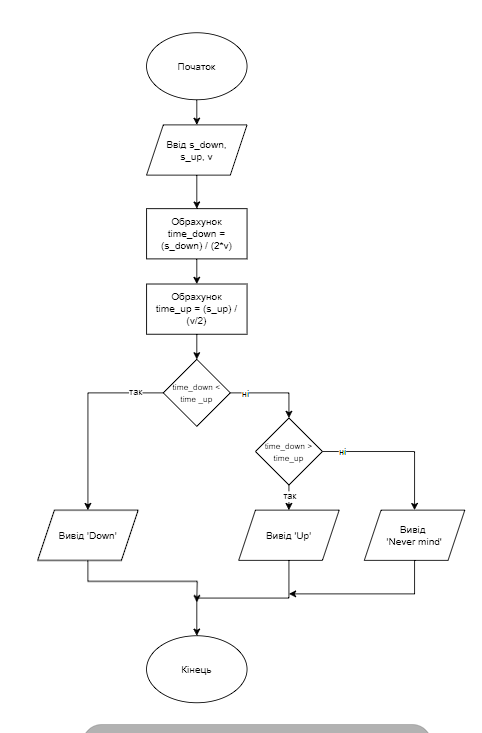 Початок
Ввід s_down,
s_up, v
Обрахунок
time_down =
(s_down) / (2*v)
Обрахунок
time_up = (s_up) /
(v/2)
time_down <
time _up
так
ні
time_down >
time_up
ні
так
Вивід 'Down'
Вивід 'Up'
Вивід
'Never mind'
Кінець